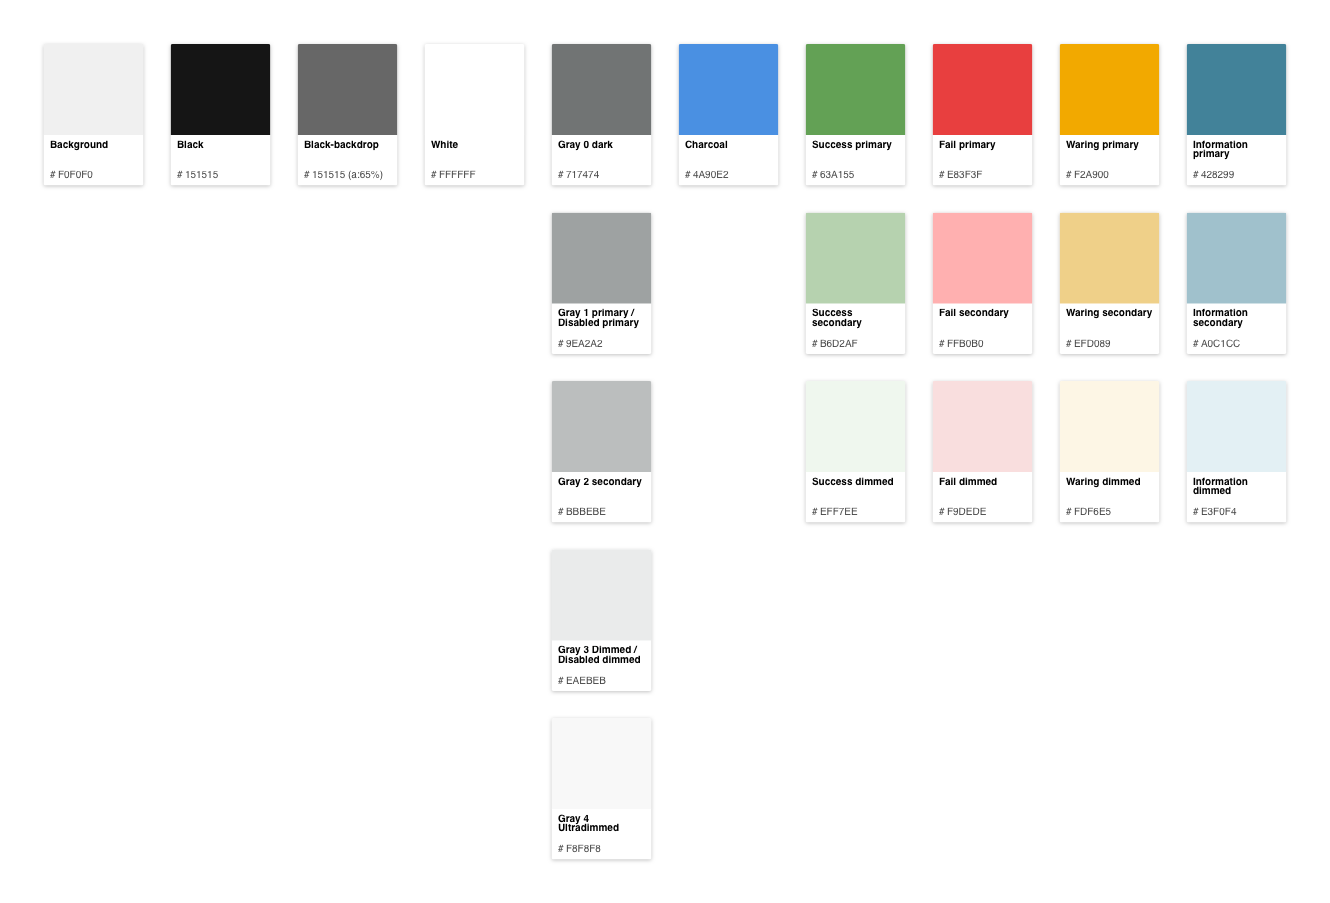 Background
# F0F0F0
Black
# 151515
Black-backdrop
# 151515 (a:65%)
White
# FFFFFF
Gray 0 dark
# 717474
Charcoal
# 4A90E2
Success primary
# 63A155
Fail primary
# E83F3F
Waring primary
# F2A900
Information
primary
# 428299
Gray 1 primary /
Disabled primary
# 9EA2A2
Success
secondary
# B6D2AF
Fail secondary
# FFB0B0
Waring secondary
# EFD089
Information
secondary
# A0C1CC
Gray 2 secondary
# BBBEBE
Success dimmed
# EFF7EE
Fail dimmed
# F9DEDE
Waring dimmed
# FDF6E5
Information
dimmed
# E3F0F4
Gray 3 Dimmed /
Disabled dimmed
# EAEBEB
Gray 4
Ultradimmed
# F8F8F8